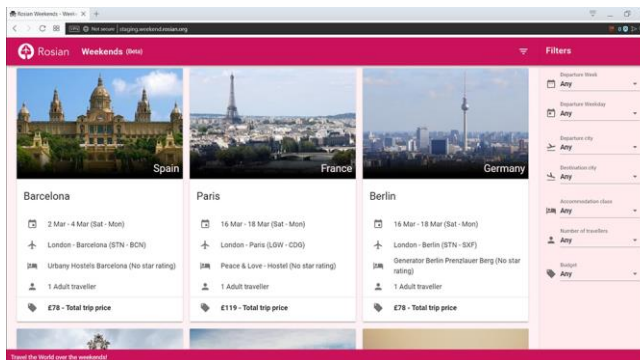 Rosian Weekends - Ween
Not secure | staging.weekend.rosian.org
Rosian Weekends (Beta)
Filters
Spain
France
Germany
Barcelona
2 Mar - 4 Mar (Sat - Mon)
London - Barcelona (STN - BCN)
Urbany Hostels Barcelona (No star rating)
1 Adult traveller
£78 - Total trip price
Paris
16 Mar - 18 Mar (Sat - Mon)
London - Paris (LGW - CDG)
Peace & Love - Hostel (No star rating)
1 Adult traveller
£119 - Total trip price
Berlin
16 Mar - 18 Mar (Sat - Mon)
London - Berlin (STN - SXF)
Generator Berlin Prenzlauer Berg (No star
rating)
1 Adult traveller
£78 - Total trip price
Departure Week
Any
Departure Weekday
Any
Departure city
Any
Destination city
Any
Accommodation class
Any
Number of travellers
Any
Budget
Any
Travel the World over the weekends!